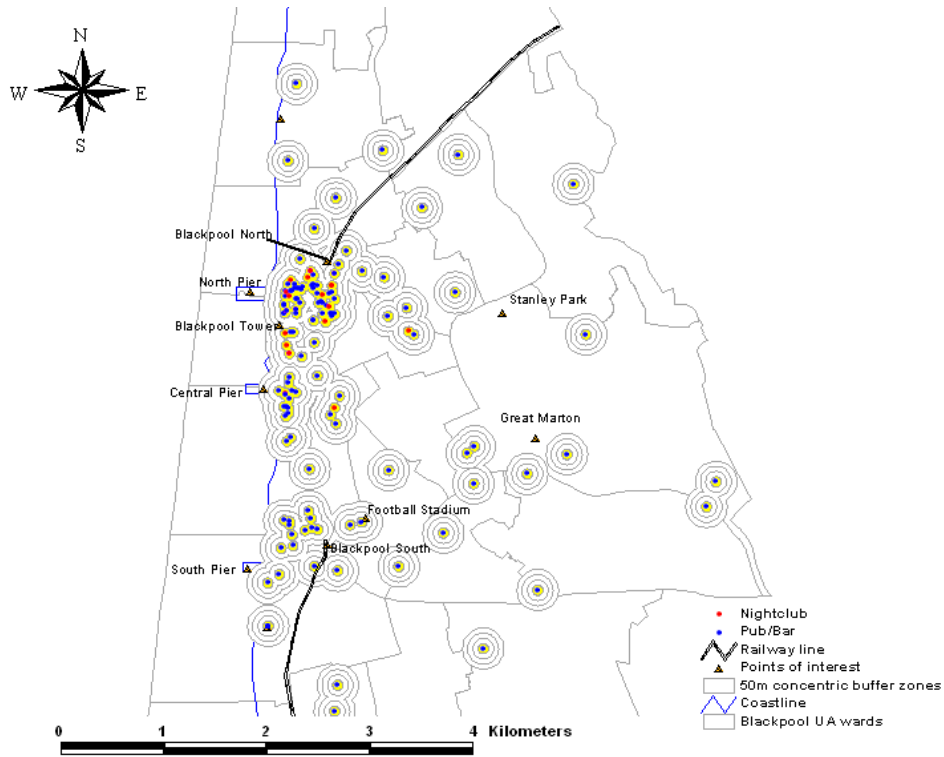 N
W E
S
Blackpool North
North Pier
Stanley Park
Blackpool Tower
Central Pier
Great Marton
Football Stadium
Blackpool South
South Pier
Nightclub
Pub/Bar
Railway line
Points of interest
50m concentric buffer zones
Coastline
Blackpool UA wards
0 1 2 3 4 Kilometers